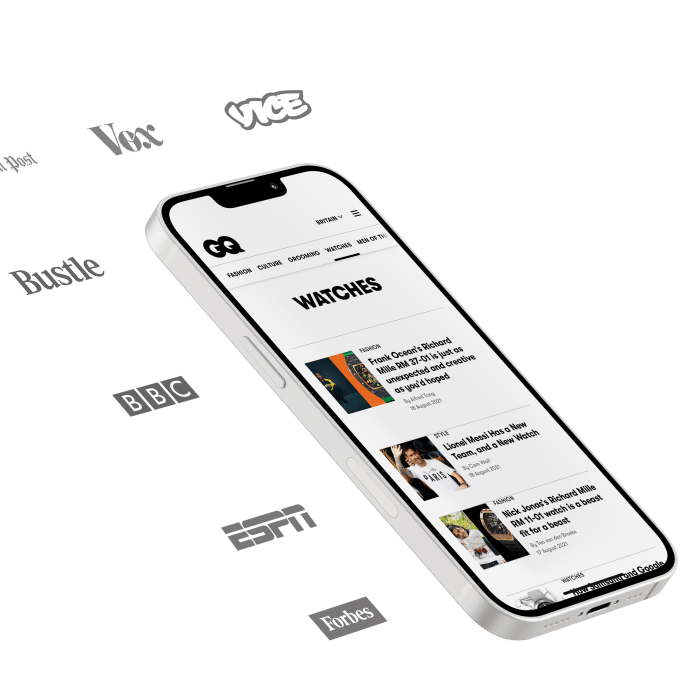 VICE
Vox
Post
Bustle
BBC
ESPN
Forbes
BRITAIN
GQ
FASHION CULTURE GROOMING WATCHES MEN OF
WATCHES
FASHION
Frank Ocean's Richard
Mille RM 37-01 is just as
unexpected and creative
as you'd hoped
By Alfred Tong
18 August 2021
STYLE
Lionel Messi Has a New
Team, and a New Watch
PARIS
By Cam Wolf
18 August 2021
FASHION
Nick Jonas's Richard Mille
RM 11-01 watch is a beast
fit for a beast
By Teo van den Broeke
17 August 2021
WATCHES
How Samsung and Google